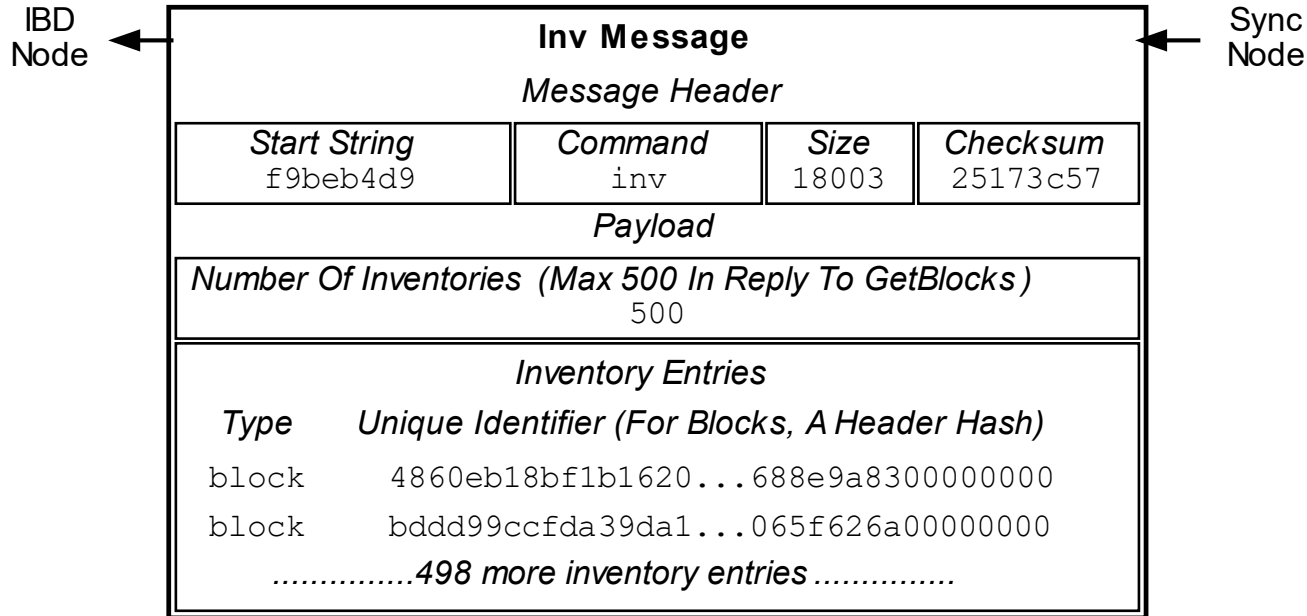 IBD
Node
Inv Message
Sync
Node
Message Header
Start String Command Size Checksum
f9beb4d9 inv 18003 25173c57
Payload
Number Of Inventories (Max 500 In Reply To GetBlocks)
500
Inventory Entries
Type Unique Identifier (For Blocks, A Header Hash)
block 4860eb18bf1b1620...688e9a8300000000
block bddd99ccfda39da1...065f626a00000000
...............498 more inventory entries...............